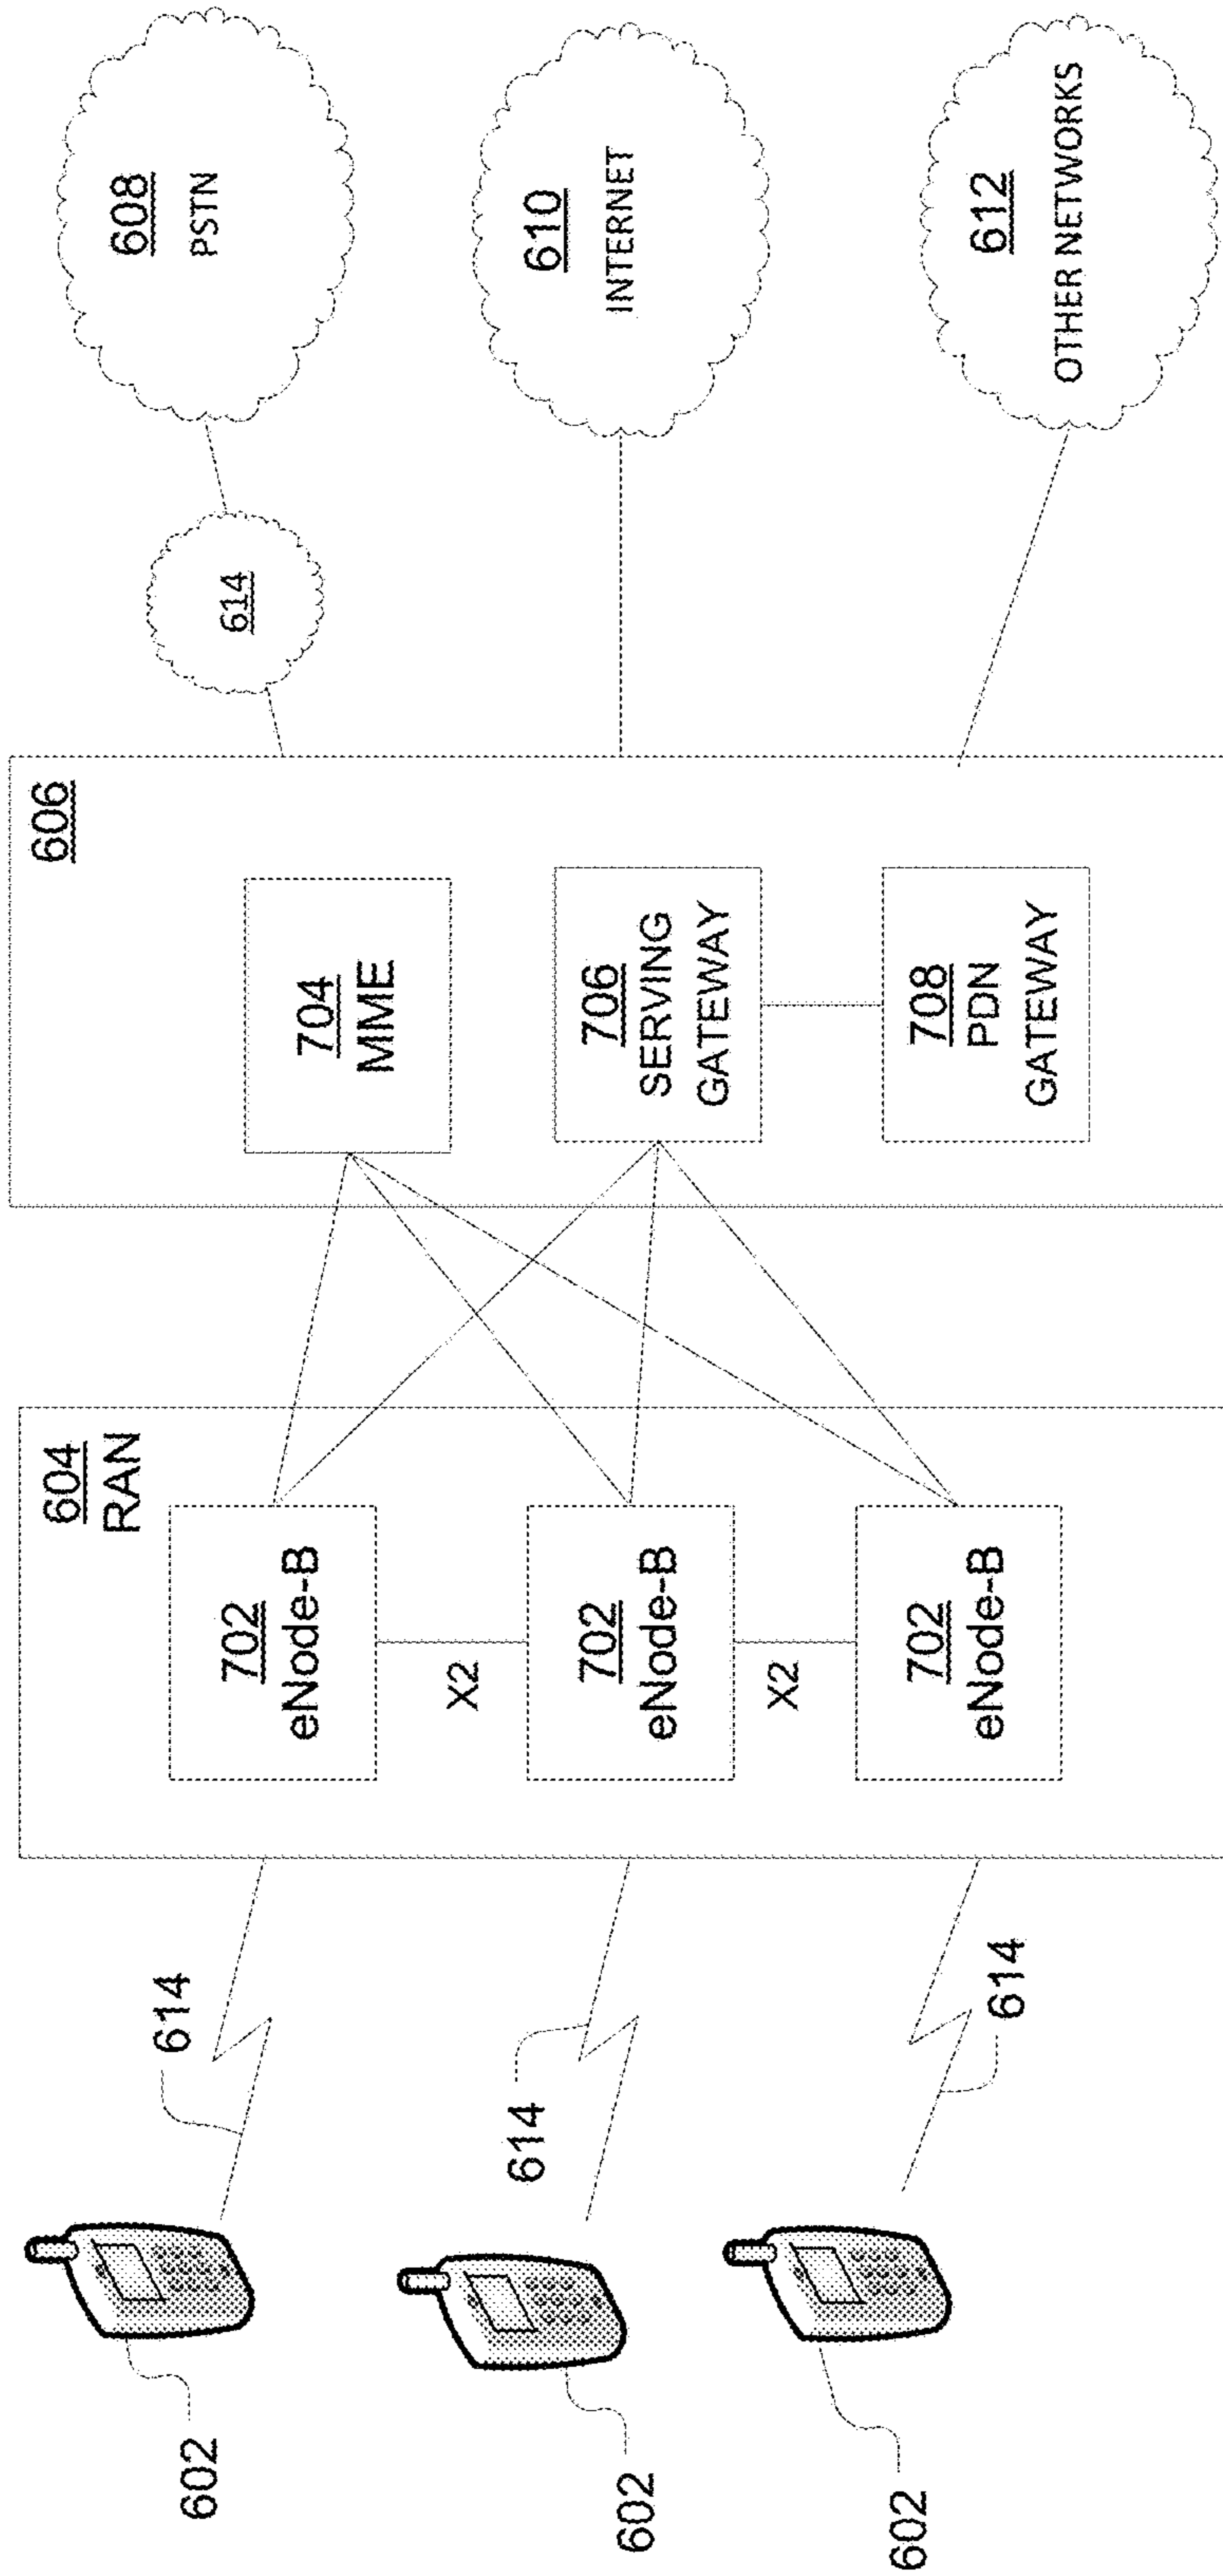 602
602
602
614
614
614
604
RAN
702
eNode-B
X2
702
eNode-B
X2
702
eNode-B
606
704
MME
706
SERVING
GATEWAY
708
PDN
GATEWAY
614
608
PSTN
610
INTERNET
612
OTHER NETWORKS